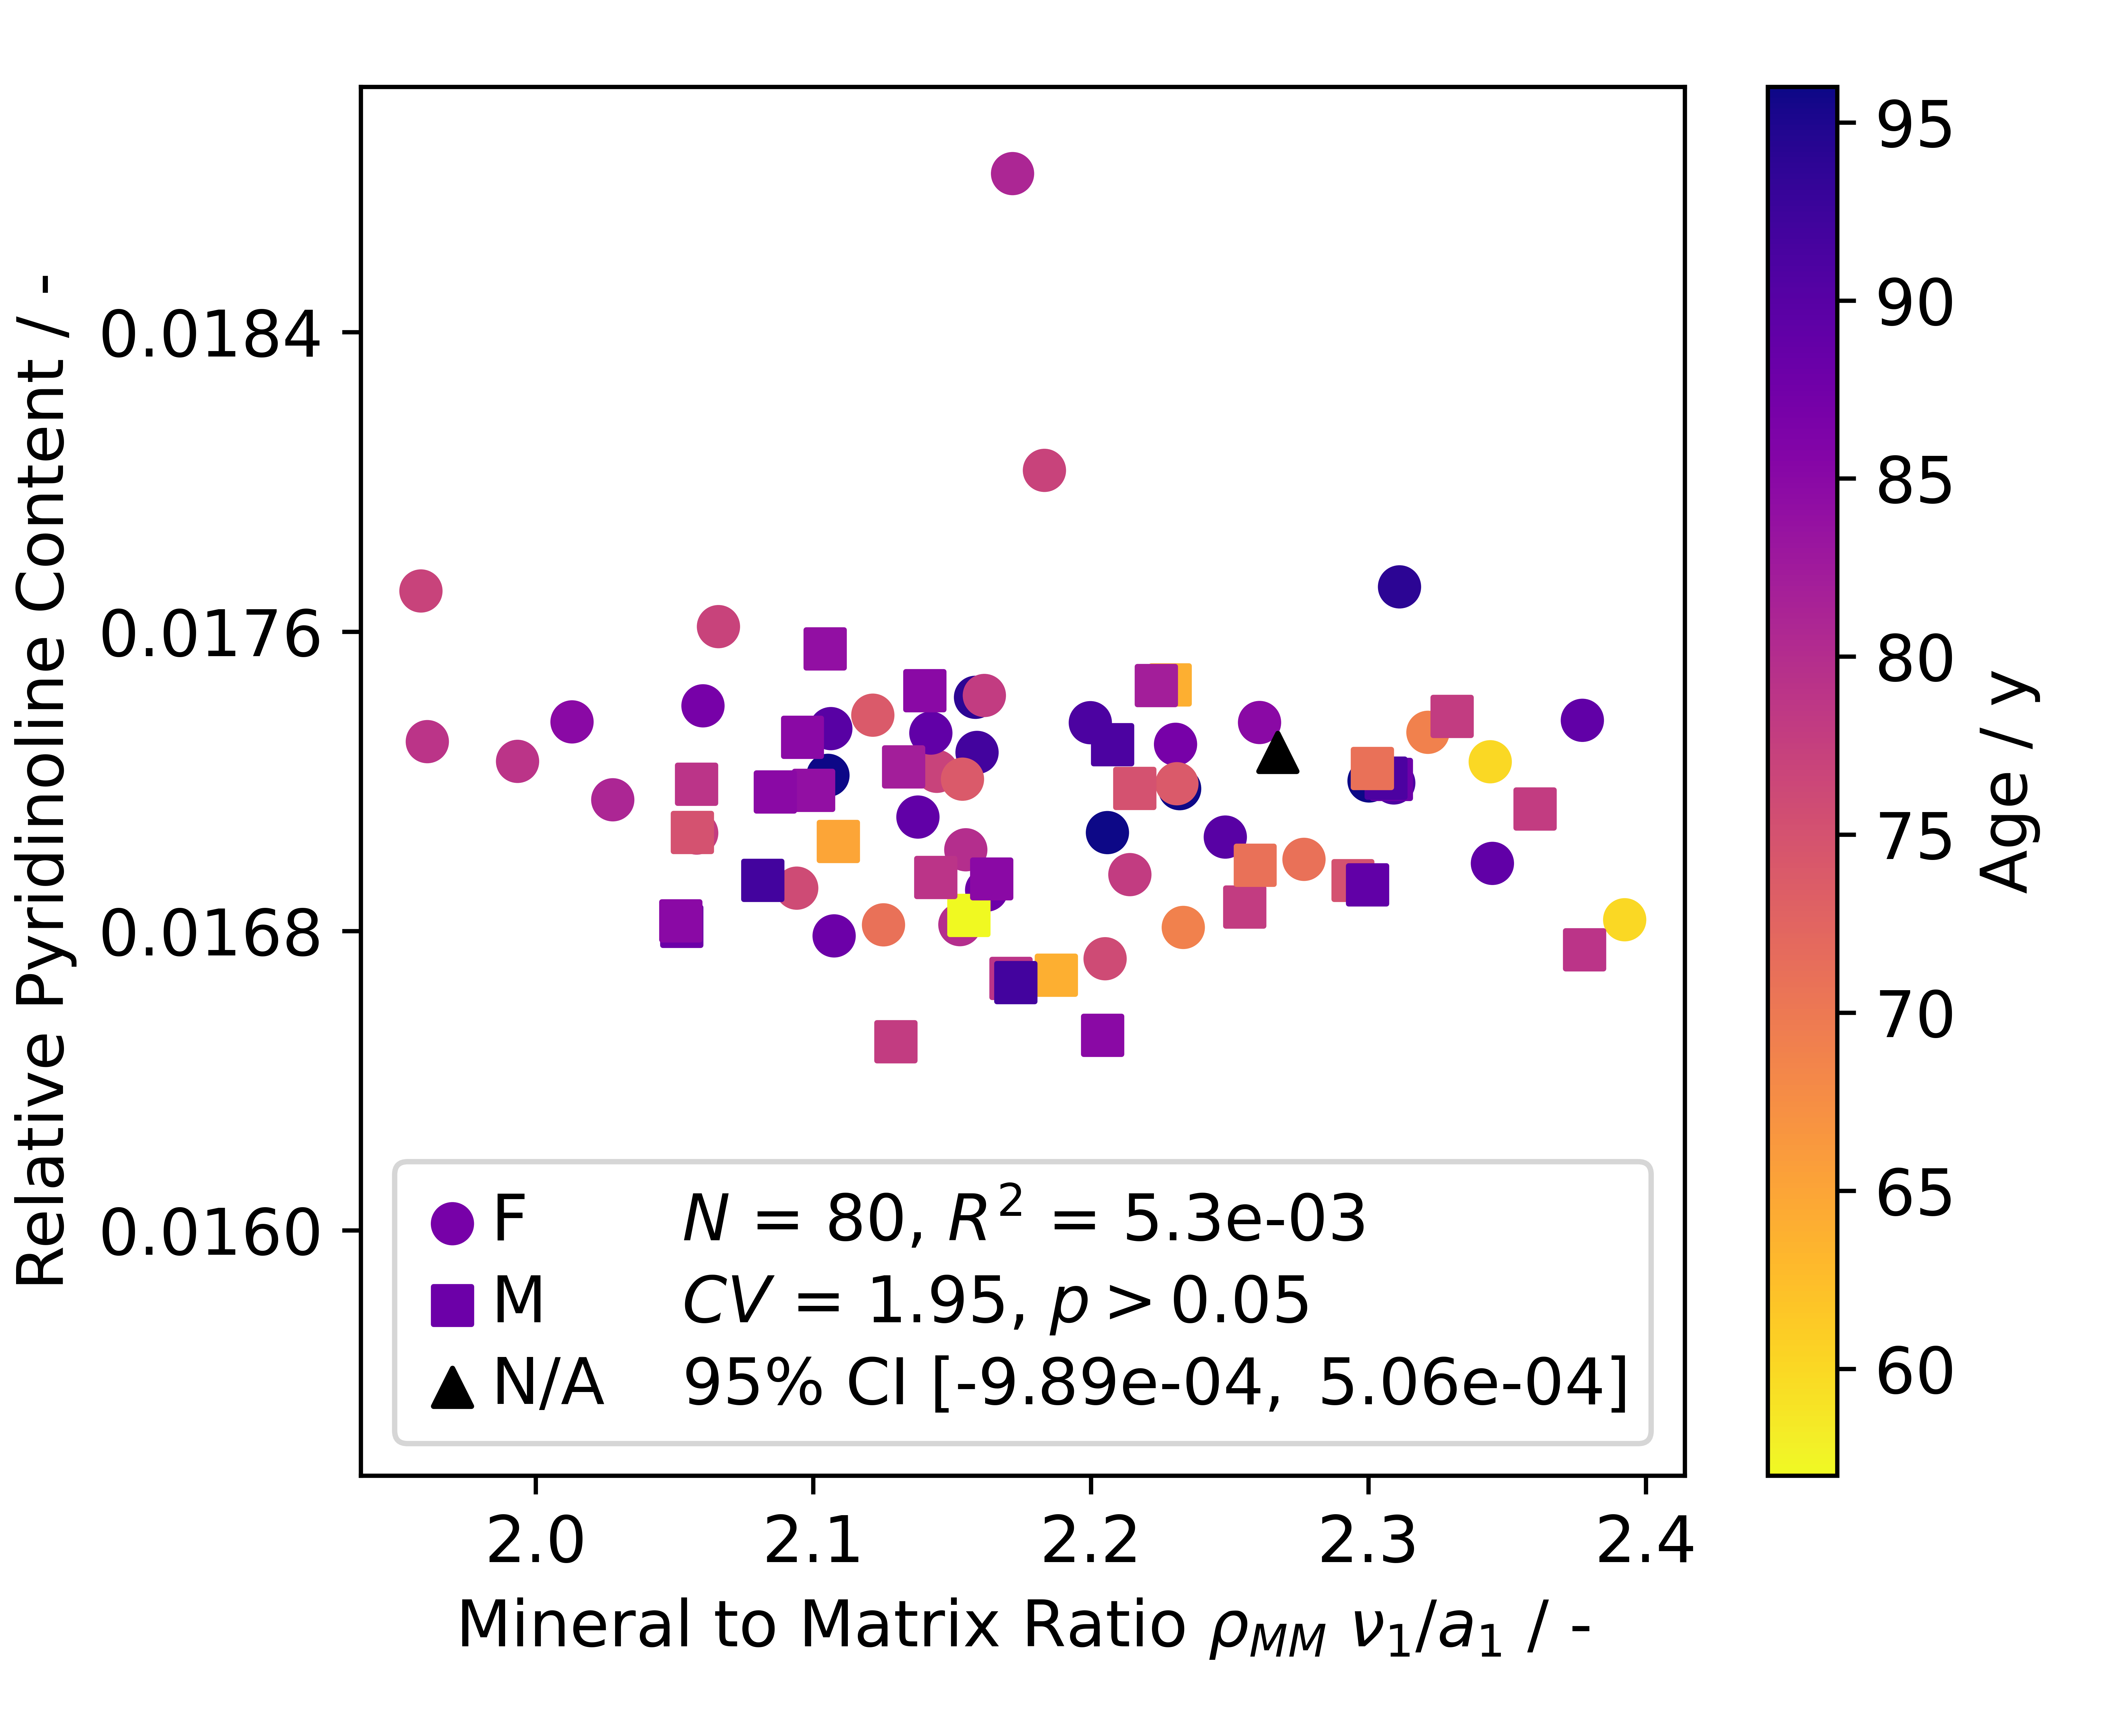 Relative Pyridinoline Content / -
0.0184
0.0176
0.0168
0.0160
F
M
N/A
N = 80, R² = 5.3e-03
CV = 1.95, p > 0.05
95% CI [-9.89e-04, 5.06e-04]
2.0 2.1 2.2 2.3 2.4
Mineral to Matrix Ratio ρMM ν₁/a₁ / -
95
90
85
80
75
70
65
60
Age / y